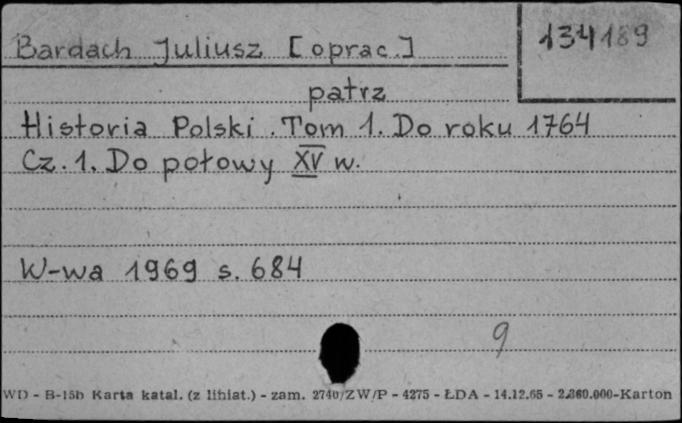 Bardach Juliusz [oprac.]
134189
patrz
Historia Polski. Tom 1. Do roku 1764
Cz. 1. Do połowy XV w.
W-wa 1969 s. 684
9
WD - B-15b Karta katal. (z liniat.) - zam. 2740/ZW/P - 4275 - ŁDA - 14.12.65 - 2.360.000-Karton